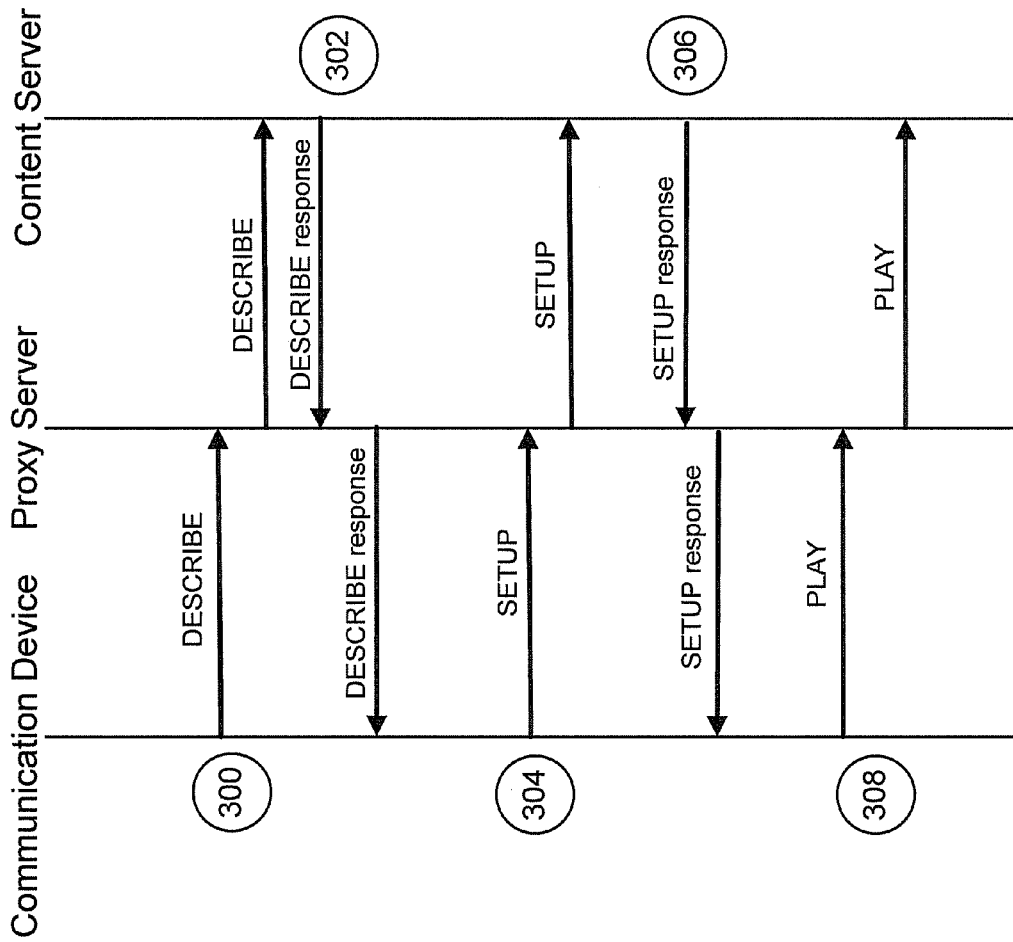 Communication Device
Proxy Server
Content Server
300
DESCRIBE
DESCRIBE
302
DESCRIBE response
DESCRIBE response
304
SETUP
SETUP
306
SETUP response
SETUP response
308
PLAY
PLAY